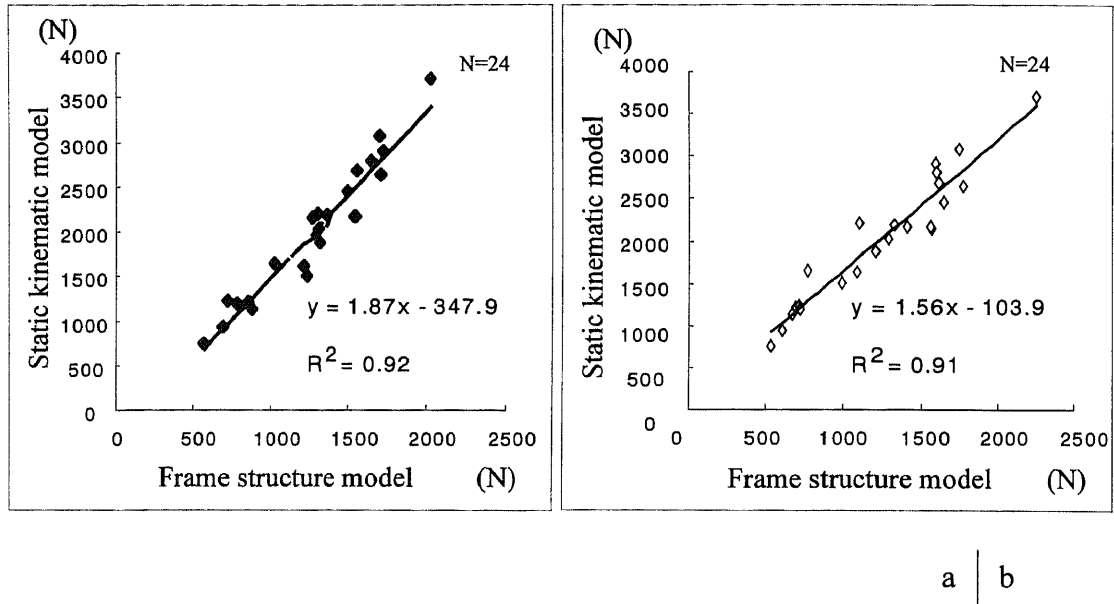 (N)
4000
3500
3000
2500
2000
1500
1000
500
0
Static kinematic model
N=24
y = 1.87x - 347.9
R² = 0.92
0 500 1000 1500 2000 2500
Frame structure model (N)
(N)
4000
3500
3000
2500
2000
1500
1000
500
0
Static kinematic model
N=24
y = 1.56x - 103.9
R² = 0.91
0 500 1000 1500 2000 2500
Frame structure model (N)
a b